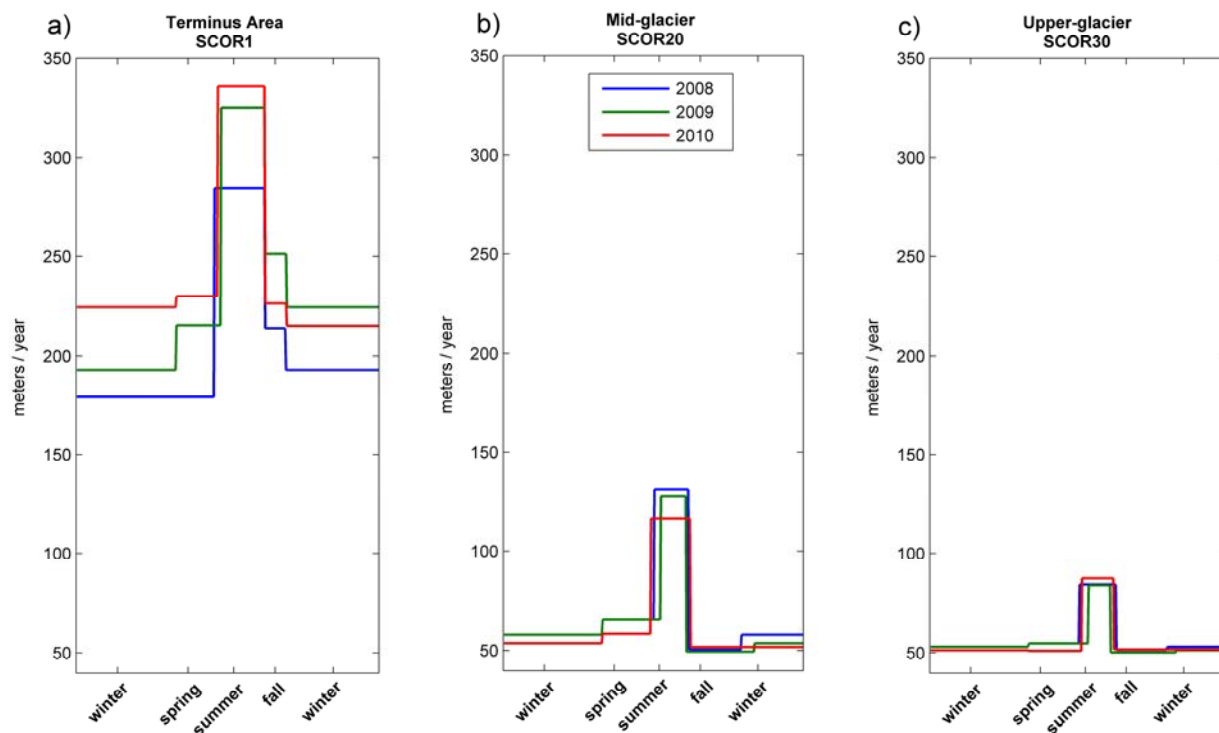 a)
Terminus Area
SCOR1
350
300
250
200
150
100
50
meters / year
winter
spring
summer
fall
winter
b)
Mid-glacier
SCOR20
2008
2009
2010
350
300
250
200
150
100
50
meters / year
winter
spring
summer
fall
winter
c)
Upper-glacier
SCOR30
350
300
250
200
150
100
50
meters / year
winter
spring
summer
fall
winter